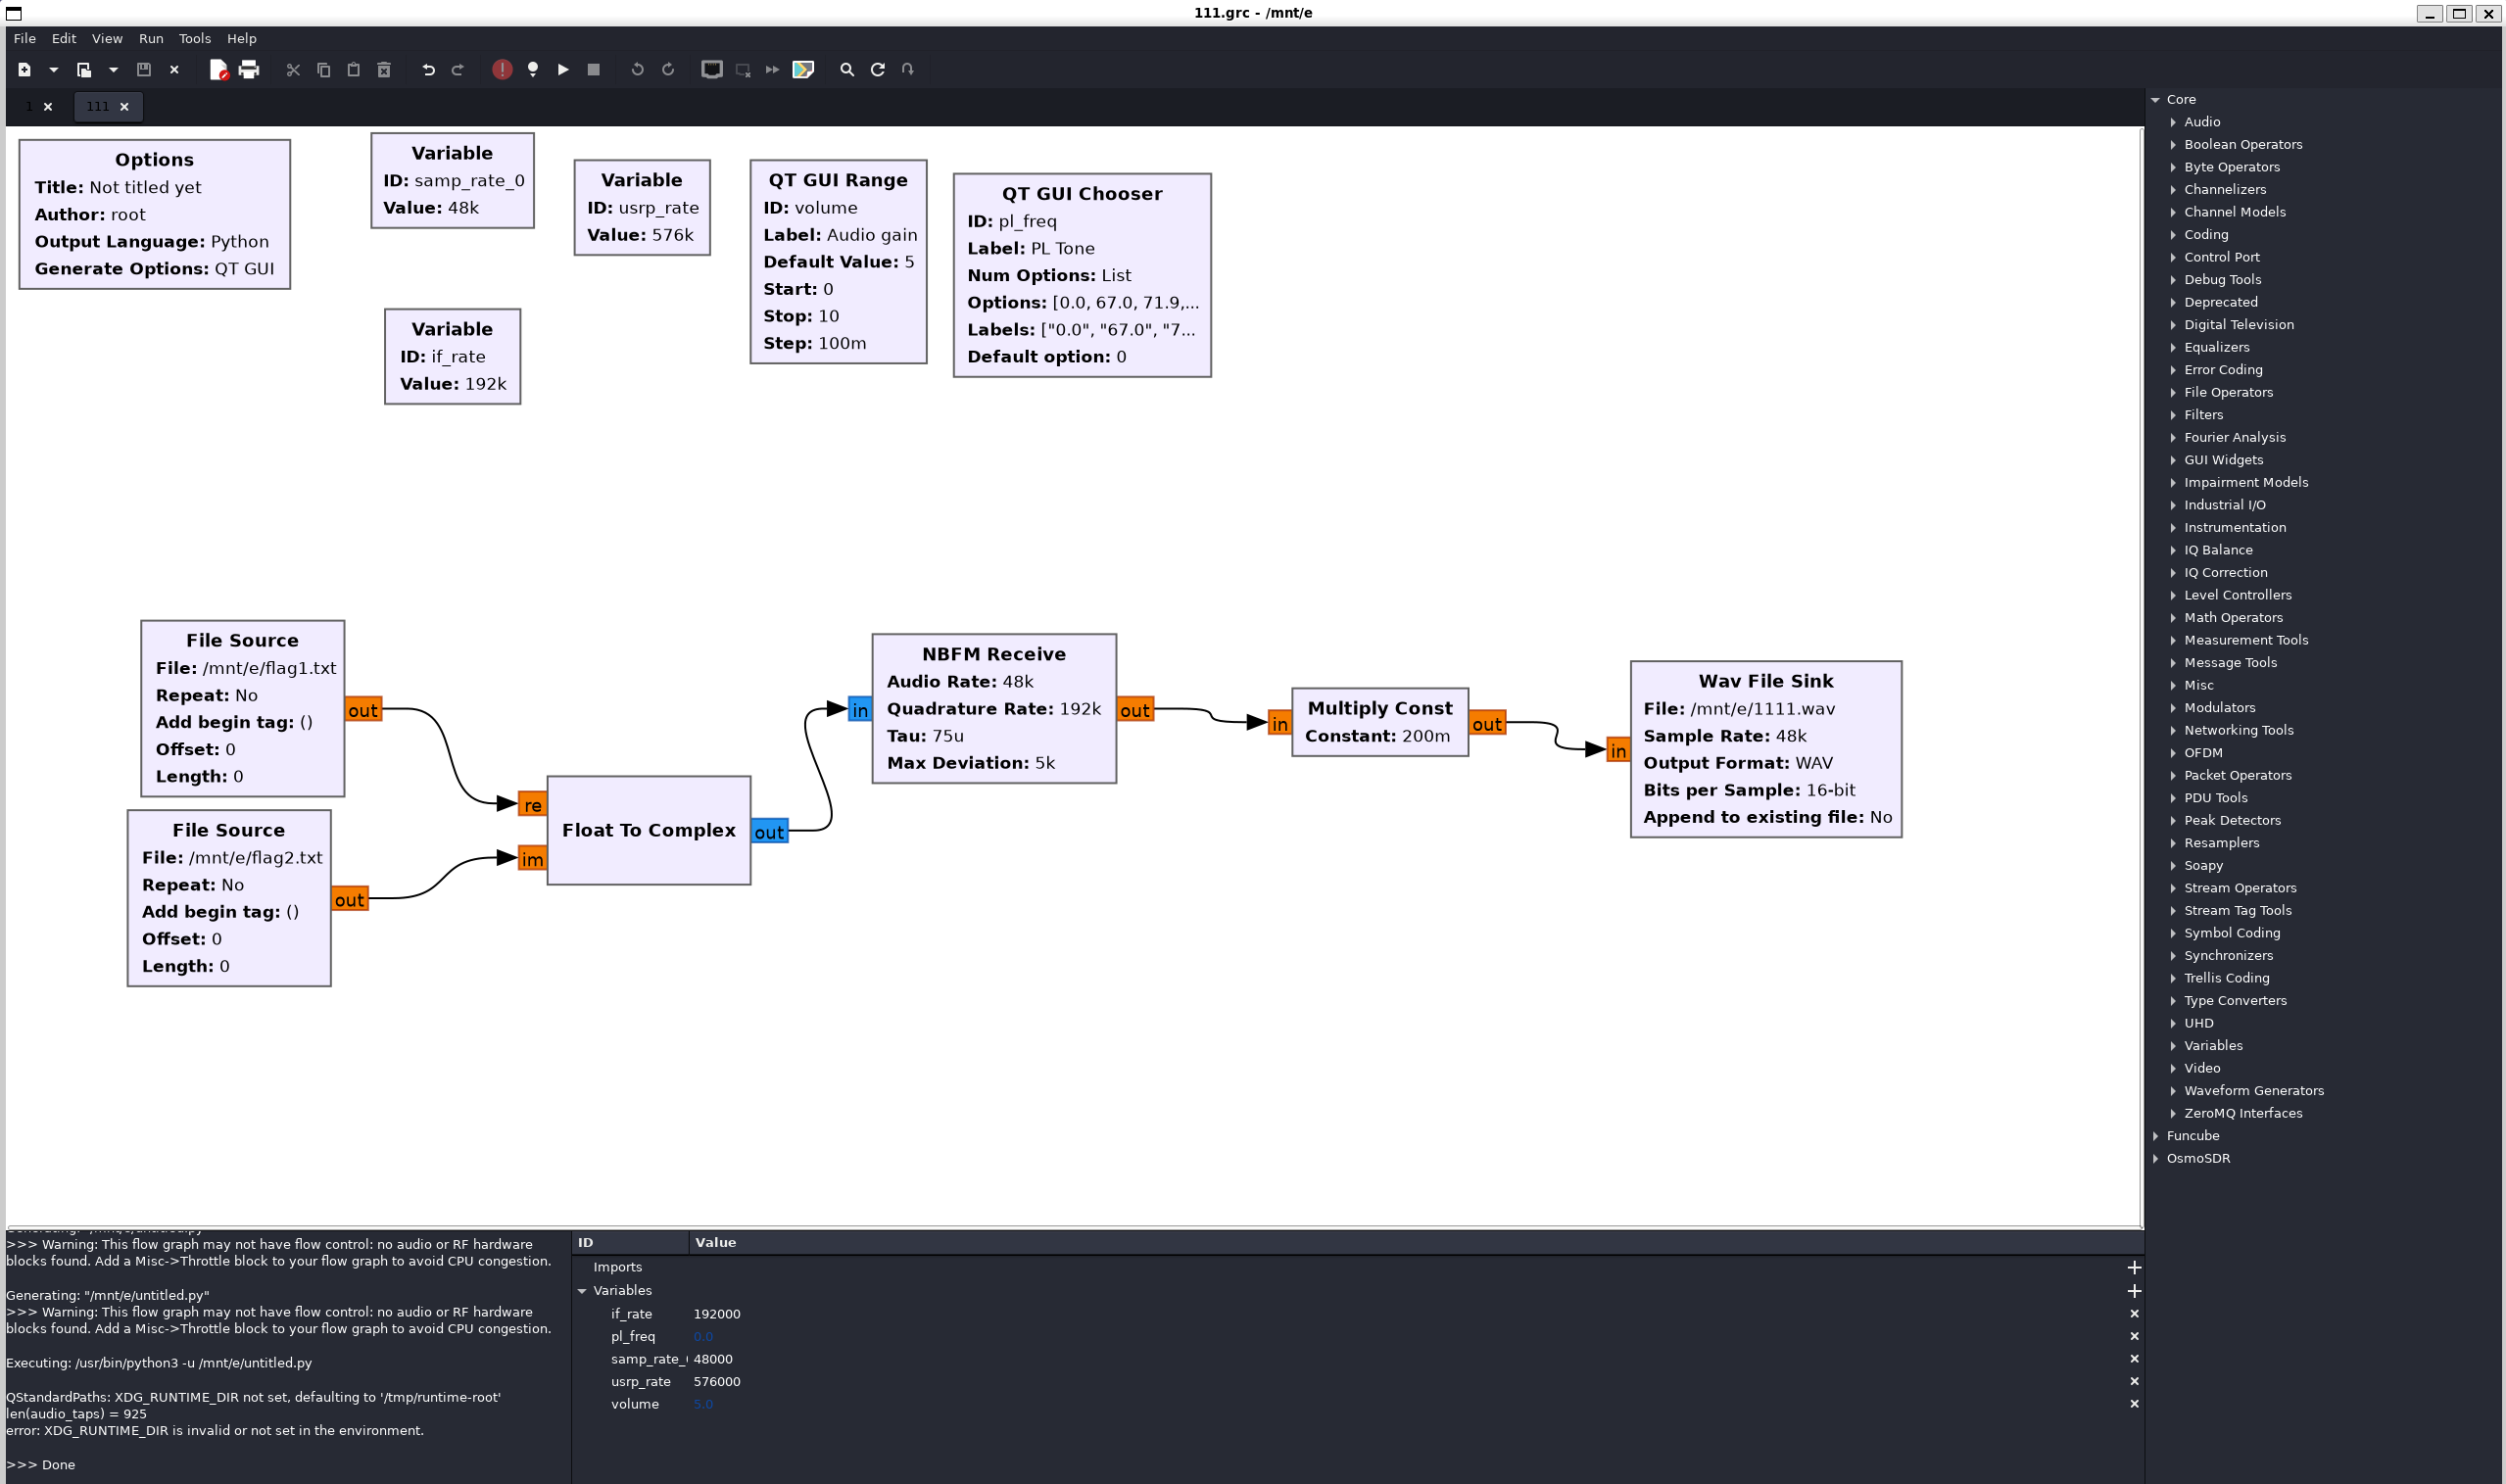 111.grc - /mnt/e
File Edit View Run Tools Help
1
111
Options
Title: Not titled yet
Author: root
Output Language: Python
Generate Options: QT GUI
Variable
ID: samp_rate_0
Value: 48k
Variable
ID: usrp_rate
Value: 576k
QT GUI Range
ID: volume
Label: Audio gain
Default Value: 5
Start: 0
Stop: 10
Step: 100m
QT GUI Chooser
ID: pl_freq
Label: PL Tone
Num Options: List
Options: [0.0, 67.0, 71.9,...
Labels: ["0.0", "67.0", "7...
Default option: 0
Variable
ID: if_rate
Value: 192k
File Source
File: /mnt/e/flag1.txt
Repeat: No
Add begin tag: ()
Offset: 0
Length: 0
out
File Source
File: /mnt/e/flag2.txt
Repeat: No
Add begin tag: ()
Offset: 0
Length: 0
out
re
im
Float To Complex
out
in
NBFM Receive
Audio Rate: 48k
Quadrature Rate: 192k
Tau: 75u
Max Deviation: 5k
out
in
Multiply Const
Constant: 200m
out
in
Wav File Sink
File: /mnt/e/1111.wav
Sample Rate: 48k
Output Format: WAV
Bits per Sample: 16-bit
Append to existing file: No
Core
Audio
Boolean Operators
Byte Operators
Channelizers
Channel Models
Coding
Control Port
Debug Tools
Deprecated
Digital Television
Equalizers
Error Coding
File Operators
Filters
Fourier Analysis
GUI Widgets
Impairment Models
Industrial I/O
Instrumentation
IQ Balance
IQ Correction
Level Controllers
Math Operators
Measurement Tools
Message Tools
Misc
Modulators
Networking Tools
OFDM
Packet Operators
PDU Tools
Peak Detectors
Resamplers
Soapy
Stream Operators
Stream Tag Tools
Symbol Coding
Synchronizers
Trellis Coding
Type Converters
UHD
Variables
Video
Waveform Generators
ZeroMQ Interfaces
Funcube
OsmoSDR
>>> Warning: This flow graph may not have flow control: no audio or RF hardware
blocks found. Add a Misc->Throttle block to your flow graph to avoid CPU congestion.
Generating: "/mnt/e/untitled.py"
>>> Warning: This flow graph may not have flow control: no audio or RF hardware
blocks found. Add a Misc->Throttle block to your flow graph to avoid CPU congestion.
Executing: /usr/bin/python3 -u /mnt/e/untitled.py
QStandardPaths: XDG_RUNTIME_DIR not set, defaulting to '/tmp/runtime-root'
len(audio_taps) = 925
error: XDG_RUNTIME_DIR is invalid or not set in the environment.
>>> Done
ID Value
Imports
Variables
if_rate 192000
pl_freq 0.0
samp_rate_ 48000
usrp_rate 576000
volume 5.0